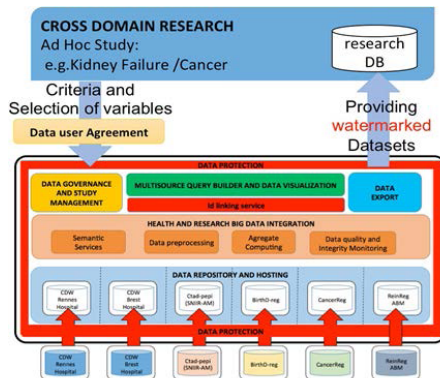 CROSS DOMAIN RESEARCH
Ad Hoc Study:
e.g.Kidney Failure /Cancer
research
DB
Criteria and
Selection of variables
Data user Agreement
Providing
watermarked
Datasets
DATA PROTECTION
DATA GOVERNANCE
AND STUDY
MANAGEMENT
MULTISOURCE QUERY BUILDER AND DATA VISUALIZATION
Id linking service
DATA
EXPORT
HEALTH AND RESEARCH BIG DATA INTEGRATION
Semantic
Services
Data preprocessing
Agregate
Computing
Data quality and
Integrity Monitoring
DATA REPOSITORY AND HOSTING
CDW
Rennes
Hospital
CDW
Brest
Hospital
Ctad-pepi
(SNIIR-AM)
BirthD-reg
CancerReg
ReinReg
ABM
DATA PROTECTION
CDW
Rennes
Hospital
CDW
Brest
Hospital
Ctad-pepi
(SNIIR-AM)
BirthD-reg
CancerReg
ReinReg
ABM